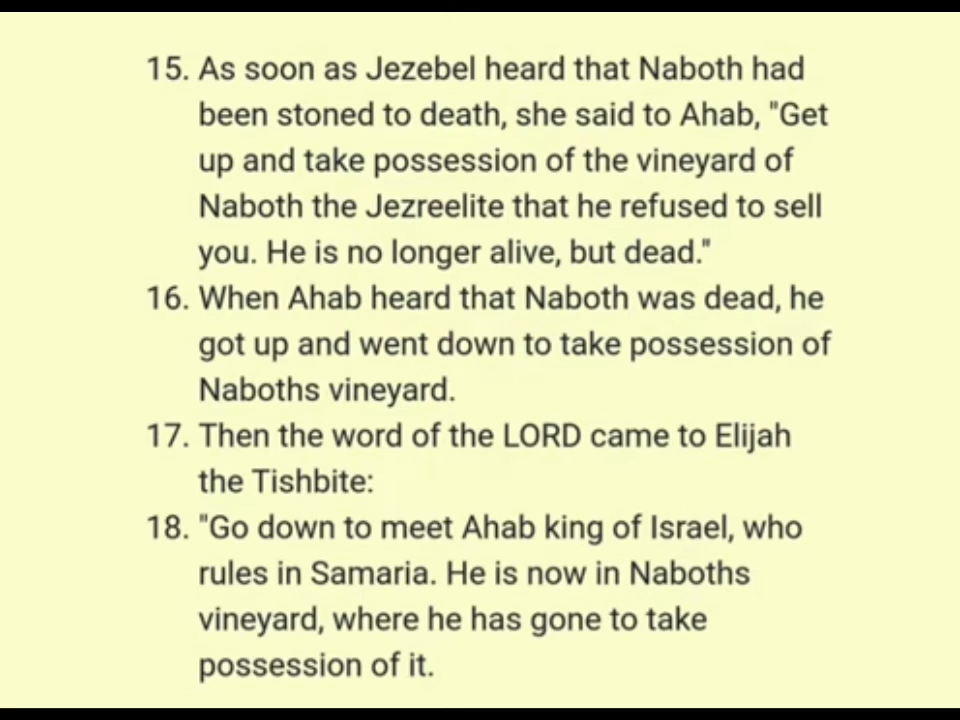 15. As soon as Jezebel heard that Naboth had
been stoned to death, she said to Ahab, "Get
up and take possession of the vineyard of
Naboth the Jezreelite that he refused to sell
you. He is no longer alive, but dead."
16. When Ahab heard that Naboth was dead, he
got up and went down to take possession of
Naboths vineyard.
17. Then the word of the LORD came to Elijah
the Tishbite:
18. "Go down to meet Ahab king of Israel, who
rules in Samaria. He is now in Naboths
vineyard, where he has gone to take
possession of it.